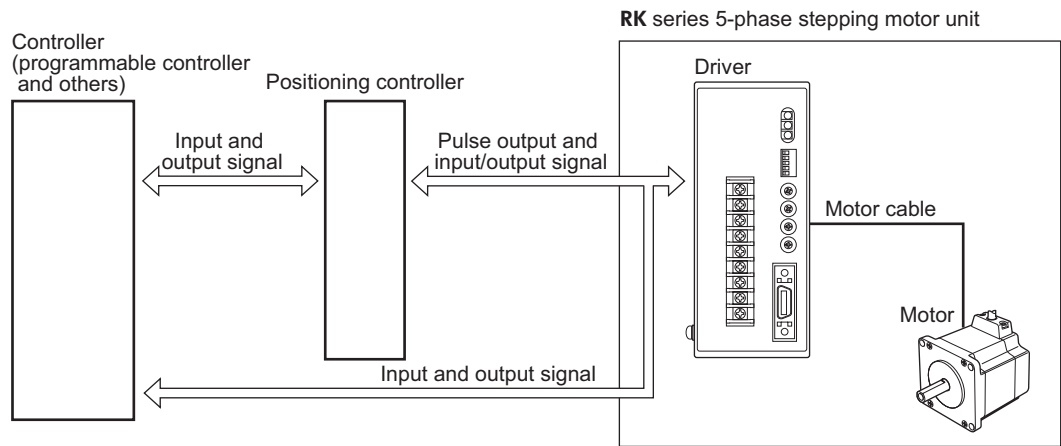 RK series 5-phase stepping motor unit
Controller
(programmable controller
and others)
Positioning controller
Driver
Input and
output signal
Pulse output and
input/output signal
Motor cable
Motor
Input and output signal